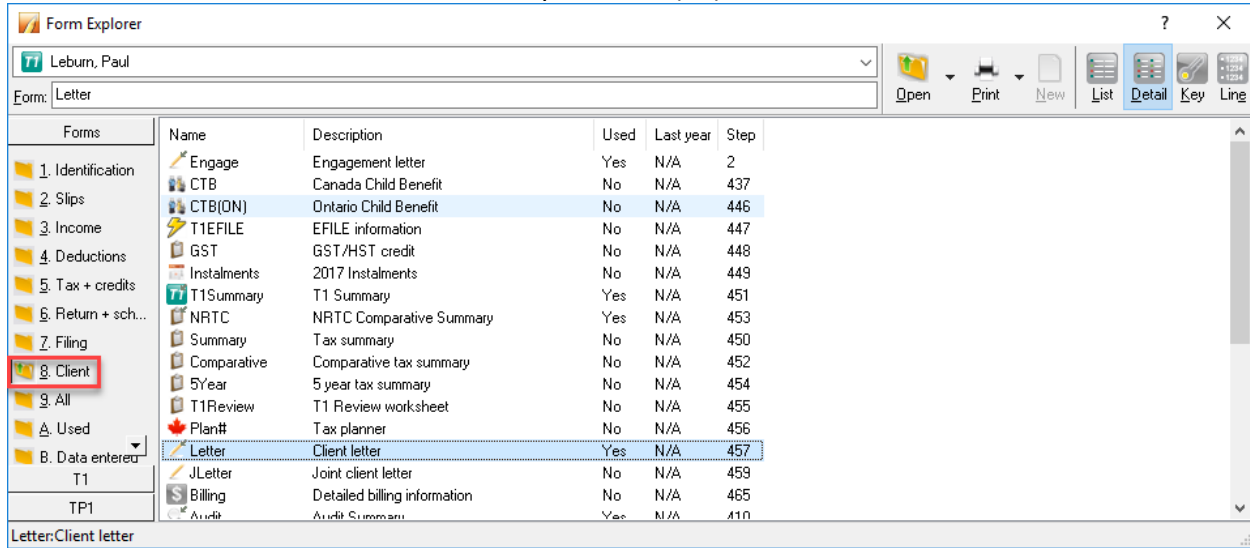 Form Explorer ?
T1 Leburn, Paul
Form: Letter
Open Print New List Detail Key Line
Forms Name Description Used Last year Step
1. Identification
2. Slips
3. Income
4. Deductions
5. Tax + credits
6. Return + sch...
7. Filing
8. Client
9. All
A. Used
B. Data entered
T1
TP1
Engage Engagement letter Yes N/A 2
CTB Canada Child Benefit No N/A 437
CTB(ON) Ontario Child Benefit No N/A 446
T1EFILE EFILE information No N/A 447
GST GST/HST credit No N/A 448
Instalments 2017 Instalments No N/A 449
T1 T1Summary T1 Summary Yes N/A 451
NRTC NRTC Comparative Summary Yes N/A 453
Summary Tax summary No N/A 450
Comparative Comparative tax summary No N/A 452
5Year 5 year tax summary No N/A 454
T1Review T1 Review worksheet No N/A 455
Plan# Tax planner No N/A 456
Letter Client letter Yes N/A 457
JLetter Joint client letter No N/A 459
$ Billing Detailed billing information No N/A 465
Audit Audit Summary Yes N/A 410
Letter:Client letter